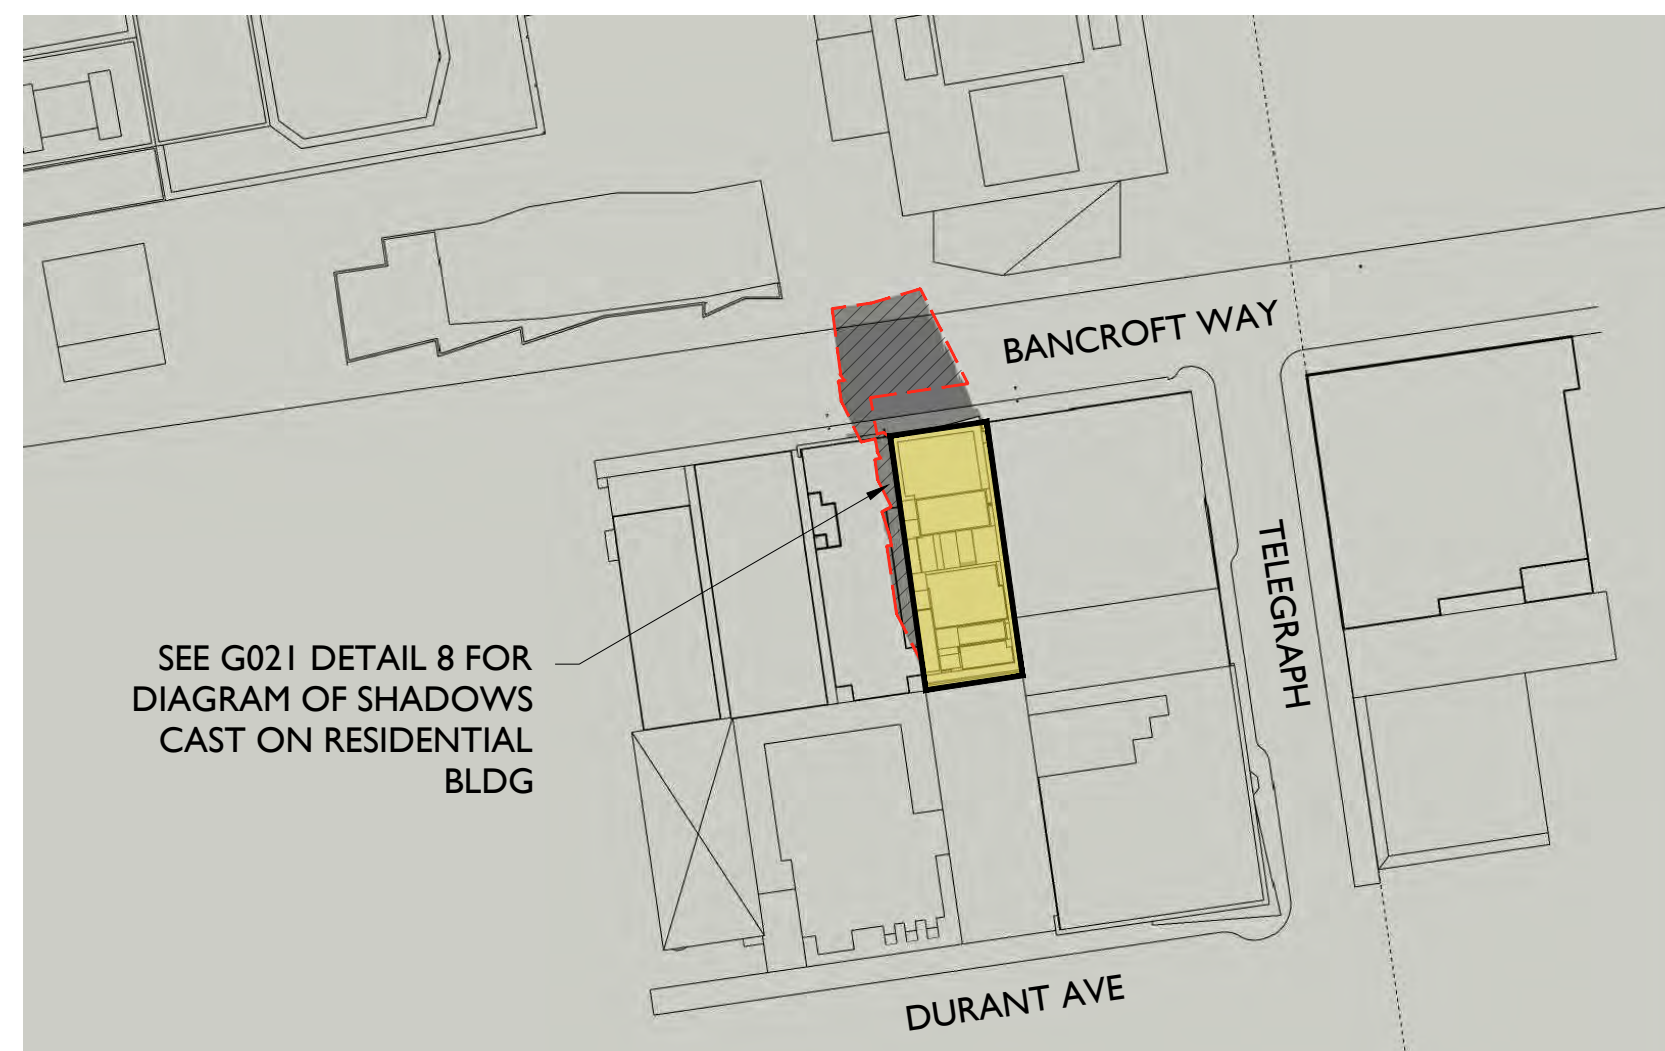 BANCROFT WAY
TELEGRAPH
SEE G021 DETAIL 8 FOR
DIAGRAM OF SHADOWS
CAST ON RESIDENTIAL
BLDG
DURANT AVE